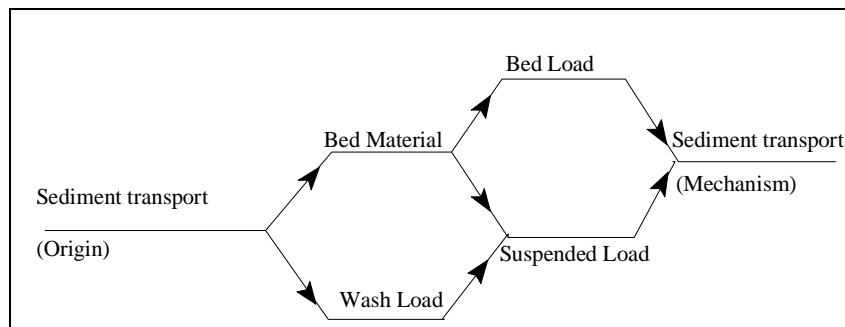 Bed Load
Bed Material
Sediment transport
(Mechanism)
Sediment transport
(Origin)
Suspended Load
Wash Load